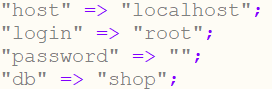 "host" => "localhost";
"login" => "root";
"password" => "";
"db" => "shop";